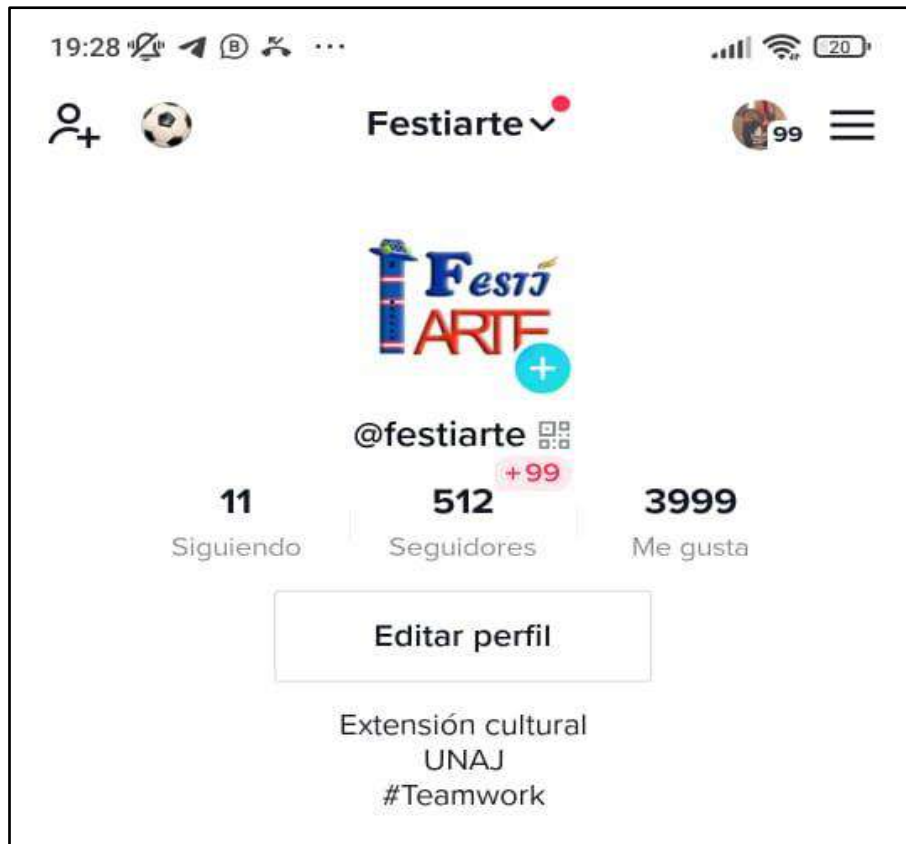 19:28 B ... 20
Festiarte 99
FESTÍ
ARTE
@festiarte
+99
11 512 3999
Siguiendo Seguidores Me gusta
Editar perfil
Extensión cultural
UNAJ
#Teamwork